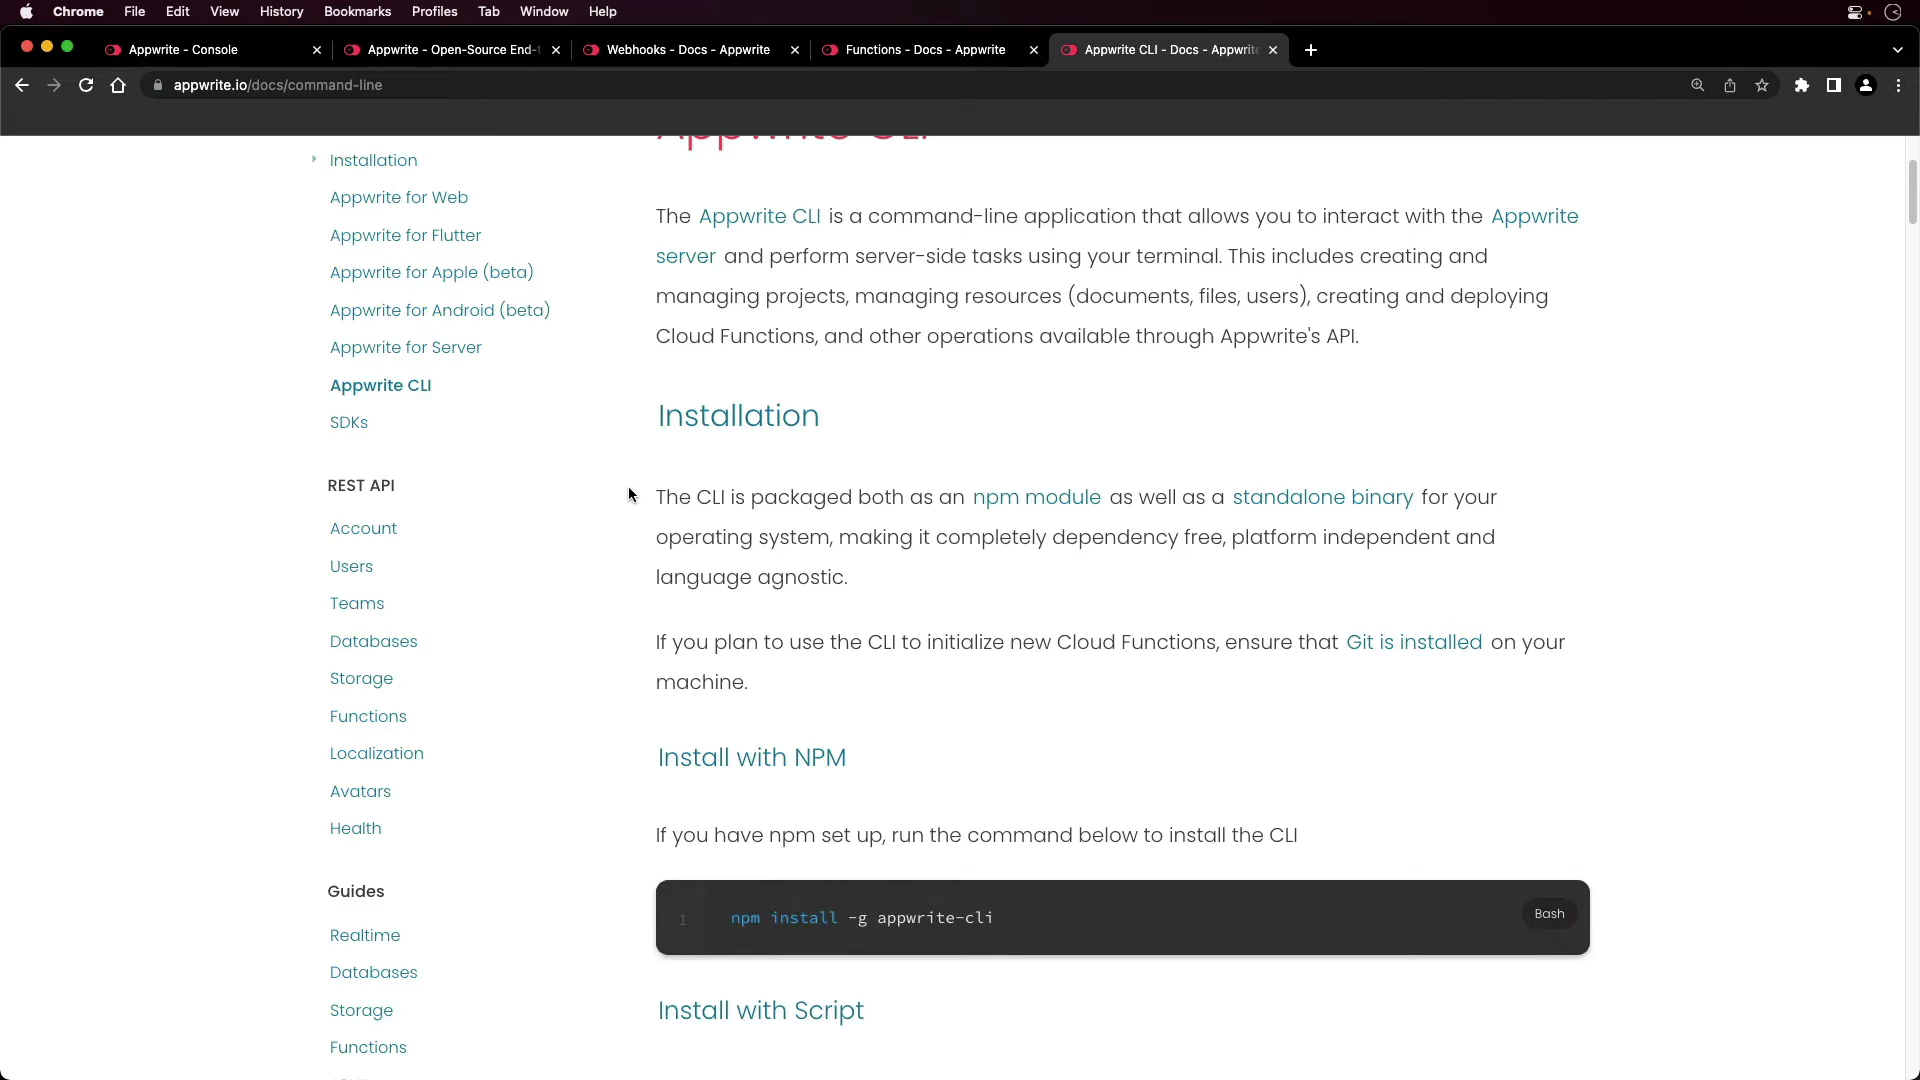 Chrome File Edit View History Bookmarks Profiles Tab Window Help
Appwrite - Console
Appwrite - Open-Source End-t
Webhooks - Docs - Appwrite
Functions - Docs - Appwrite
Appwrite CLI - Docs - Appwrite
appwrite.io/docs/command-line
Installation
Appwrite for Web
Appwrite for Flutter
Appwrite for Apple (beta)
Appwrite for Android (beta)
Appwrite for Server
Appwrite CLI
SDKs
REST API
Account
Users
Teams
Databases
Storage
Functions
Localization
Avatars
Health
Guides
Realtime
Databases
Storage
Functions
Appwrite CLI
The Appwrite CLI is a command-line application that allows you to interact with the Appwrite
server and perform server-side tasks using your terminal. This includes creating and
managing projects, managing resources (documents, files, users), creating and deploying
Cloud Functions, and other operations available through Appwrite's API.
Installation
The CLI is packaged both as an npm module as well as a standalone binary for your
operating system, making it completely dependency free, platform independent and
language agnostic.
If you plan to use the CLI to initialize new Cloud Functions, ensure that Git is installed on your
machine.
Install with NPM
If you have npm set up, run the command below to install the CLI
1 npm install -g appwrite-cli
Bash
Install with Script